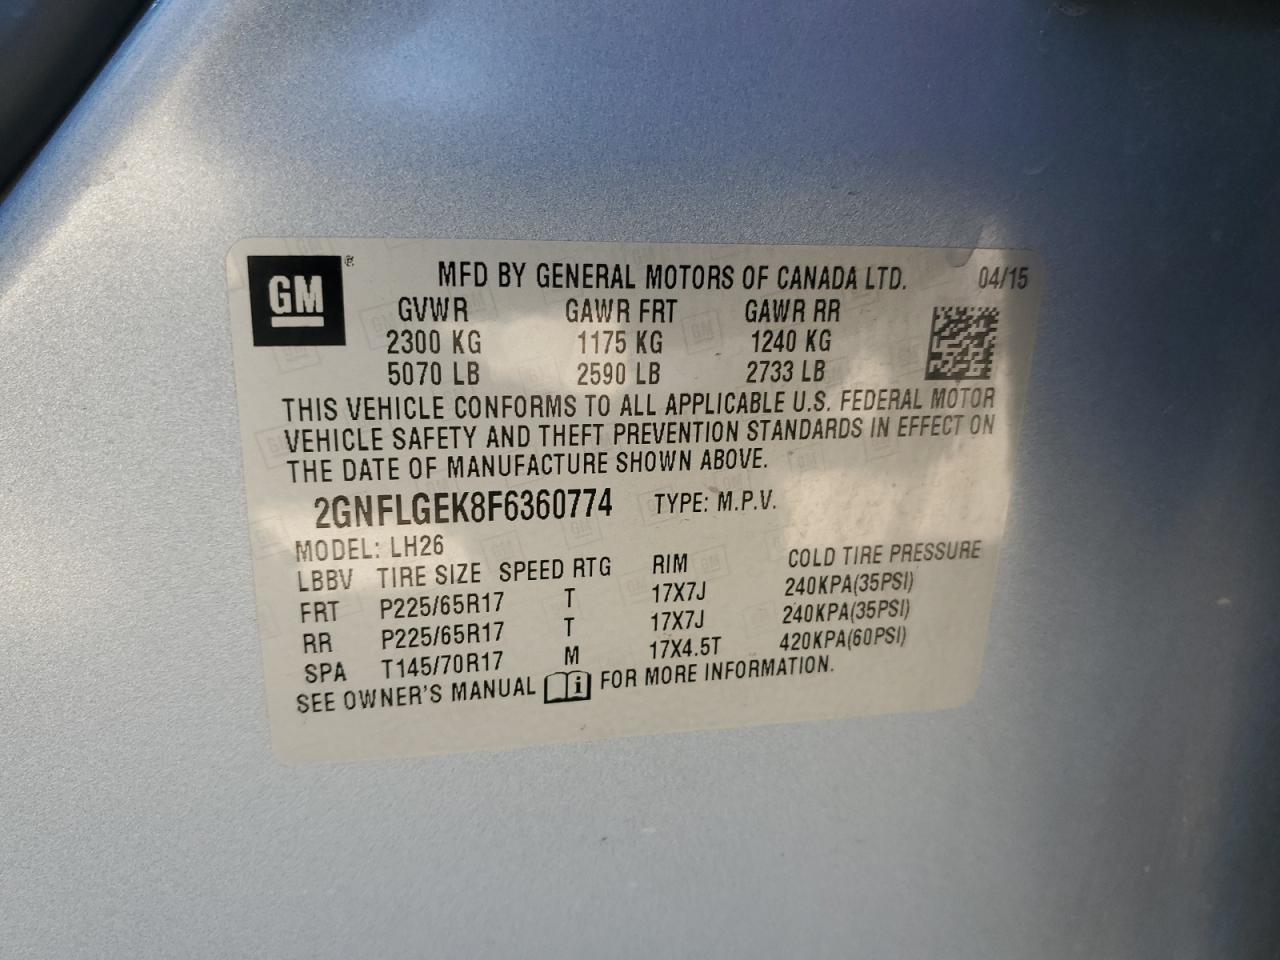 GM® MFD BY GENERAL MOTORS OF CANADA LTD. 04/15
GVWR GAWR FRT GAWR RR
2300 KG 1175 KG 1240 KG
5070 LB 2590 LB 2733 LB
THIS VEHICLE CONFORMS TO ALL APPLICABLE U.S. FEDERAL MOTOR
VEHICLE SAFETY AND THEFT PREVENTION STANDARDS IN EFFECT ON
THE DATE OF MANUFACTURE SHOWN ABOVE.
2GNFLGEK8F6360774 TYPE: M.P.V.
MODEL: LH26
LBBV TIRE SIZE SPEED RTG RIM COLD TIRE PRESSURE
FRT P225/65R17 T 17X7J 240KPA(35PSI)
RR P225/65R17 T 17X7J 240KPA(35PSI)
SPA T145/70R17 M 17X4.5T 420KPA(60PSI)
SEE OWNER'S MANUAL i FOR MORE INFORMATION.